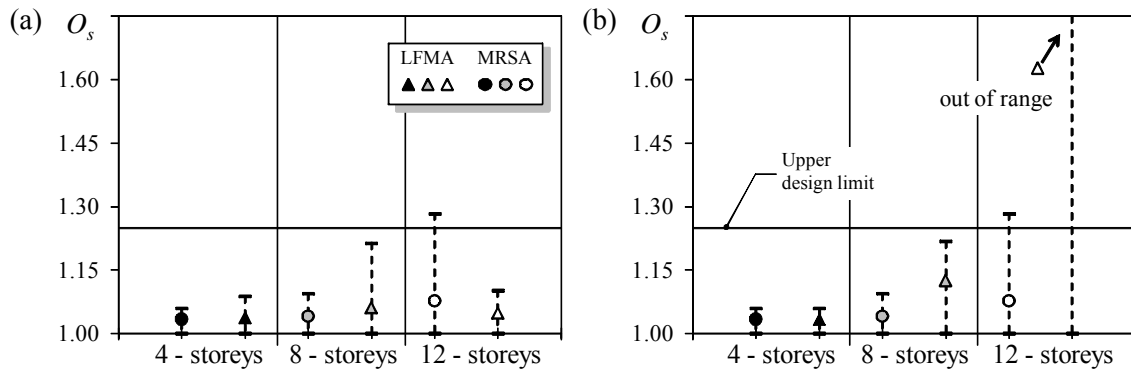 (a)
Os
LFMA MRSA
1.60
1.45
1.30
1.15
1.00
4 - storeys 8 - storeys 12 - storeys
(b)
Os
out of range
Upper
design limit
1.60
1.45
1.30
1.15
1.00
4 - storeys 8 - storeys 12 - storeys